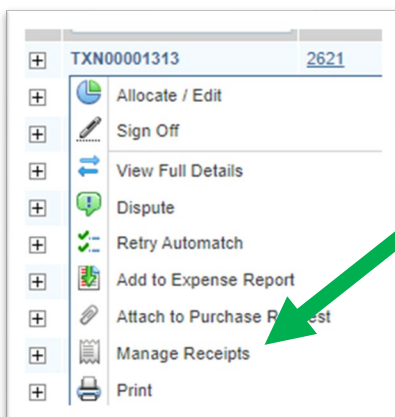 TXN00001313 2621
Allocate / Edit
Sign Off
View Full Details
Dispute
Retry Automatch
Add to Expense Report
Attach to Purchase
Manage Receipts
Print